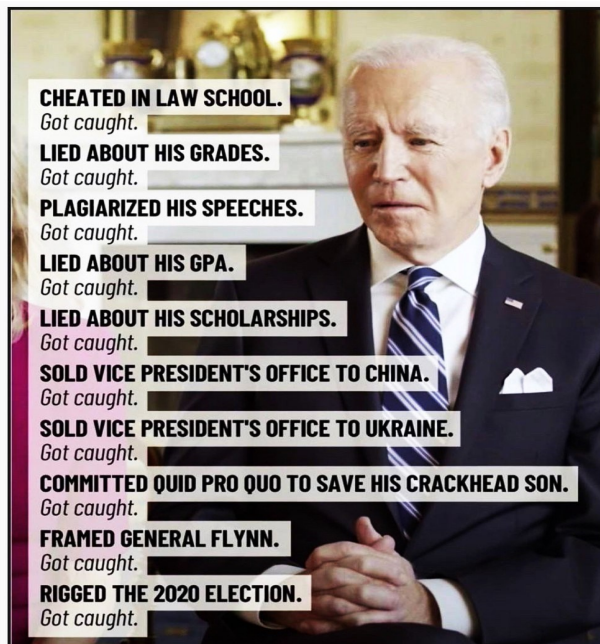 CHEATED IN LAW SCHOOL.
Got caught.
LIED ABOUT HIS GRADES.
Got caught.
PLAGIARIZED HIS SPEECHES.
Got caught.
LIED ABOUT HIS GPA.
Got caught.
LIED ABOUT HIS SCHOLARSHIPS.
Got caught.
SOLD VICE PRESIDENT'S OFFICE TO CHINA.
Got caught.
SOLD VICE PRESIDENT'S OFFICE TO UKRAINE.
Got caught.
COMMITTED QUID PRO QUO TO SAVE HIS CRACKHEAD SON.
Got caught.
FRAMED GENERAL FLYNN.
Got caught.
RIGGED THE 2020 ELECTION.
Got caught.